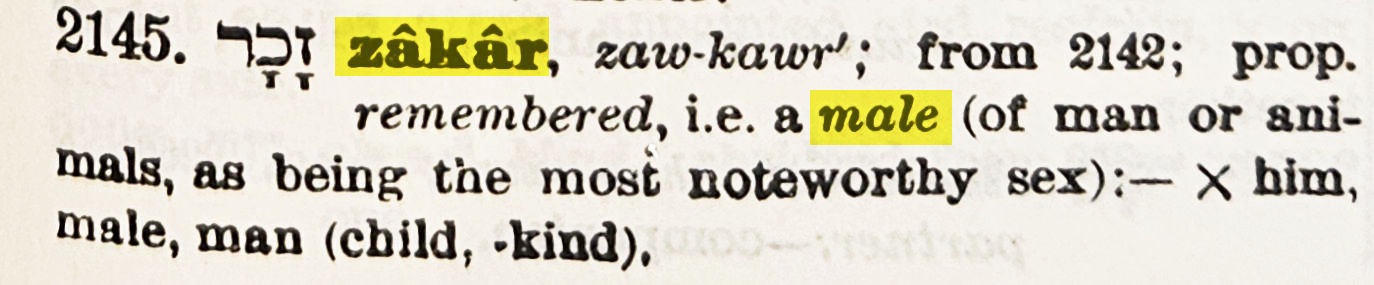 2145. זָכָר zâkâr, zaw-kawr′; from 2142; prop.
remembered, i.e. a male (of man or ani-
mals, as being the most noteworthy sex):— × him,
male, man (child, -kind).